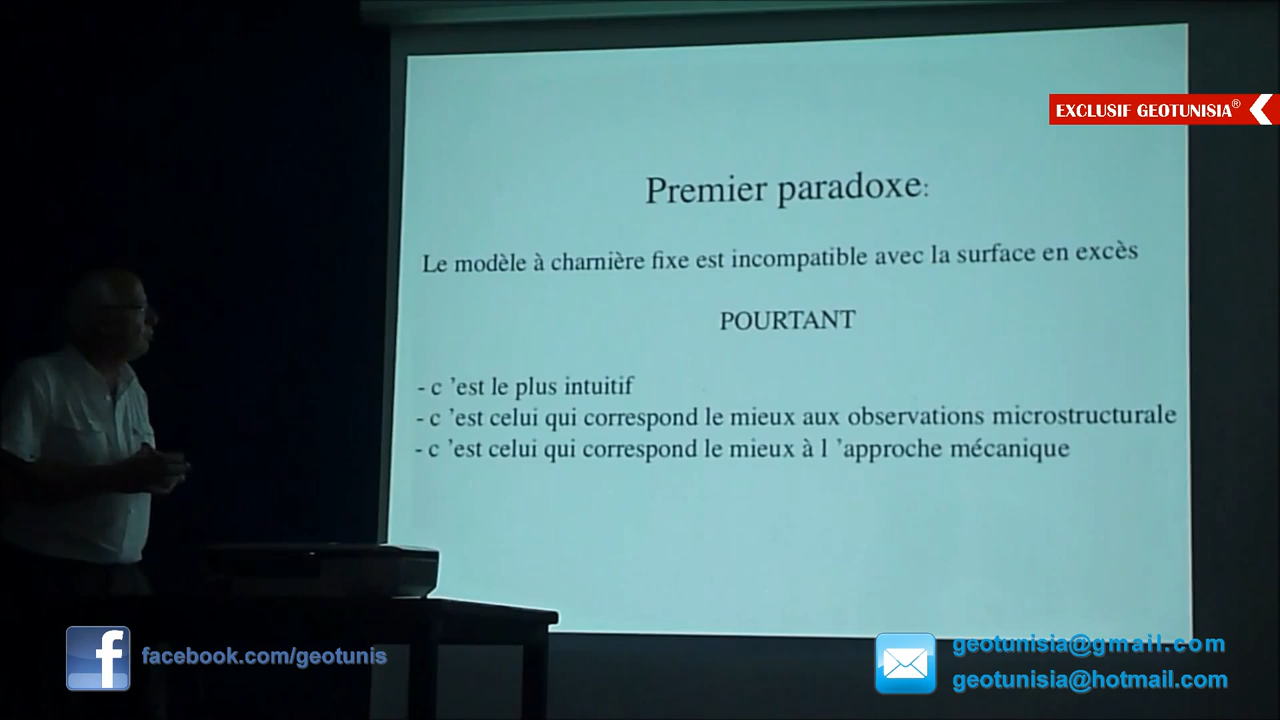 EXCLUSIF GEOTUNISIA®
Premier paradoxe:
Le modèle à charnière fixe est incompatible avec la surface en excès
POURTANT
- c ’est le plus intuitif
- c ’est celui qui correspond le mieux aux observations microstructurale
- c ’est celui qui correspond le mieux à l ’approche mécanique
facebook.com/geotunis
geotunisia@gmail.com
geotunisia@hotmail.com